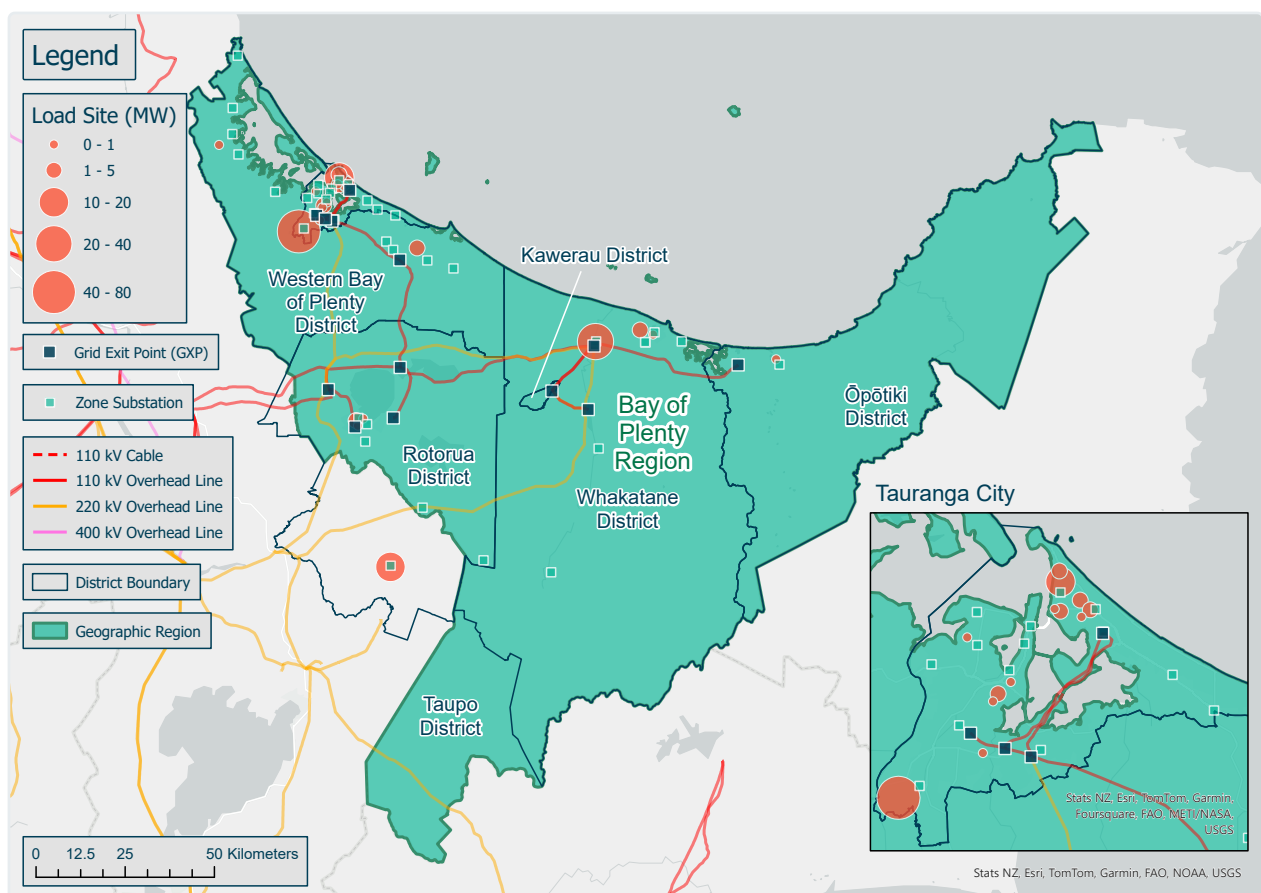 Legend
Load Site (MW)
0 - 1
1 - 5
10 - 20
20 - 40
40 - 80
Grid Exit Point (GXP)
Zone Substation
110 kV Cable
110 kV Overhead Line
220 kV Overhead Line
400 kV Overhead Line
District Boundary
Geographic Region
0 12.5 25 50 Kilometers
Western Bay
of Plenty
District
Kawerau District
Bay of
Plenty
Region
Ōpōtiki
District
Rotorua
District
Whakatane
District
Taupo
District
Tauranga City
Stats NZ, Esri, TomTom, Garmin,
Foursquare, FAO, METI/NASA,
USGS
Stats NZ, Esri, TomTom, Garmin, FAO, NOAA, USGS